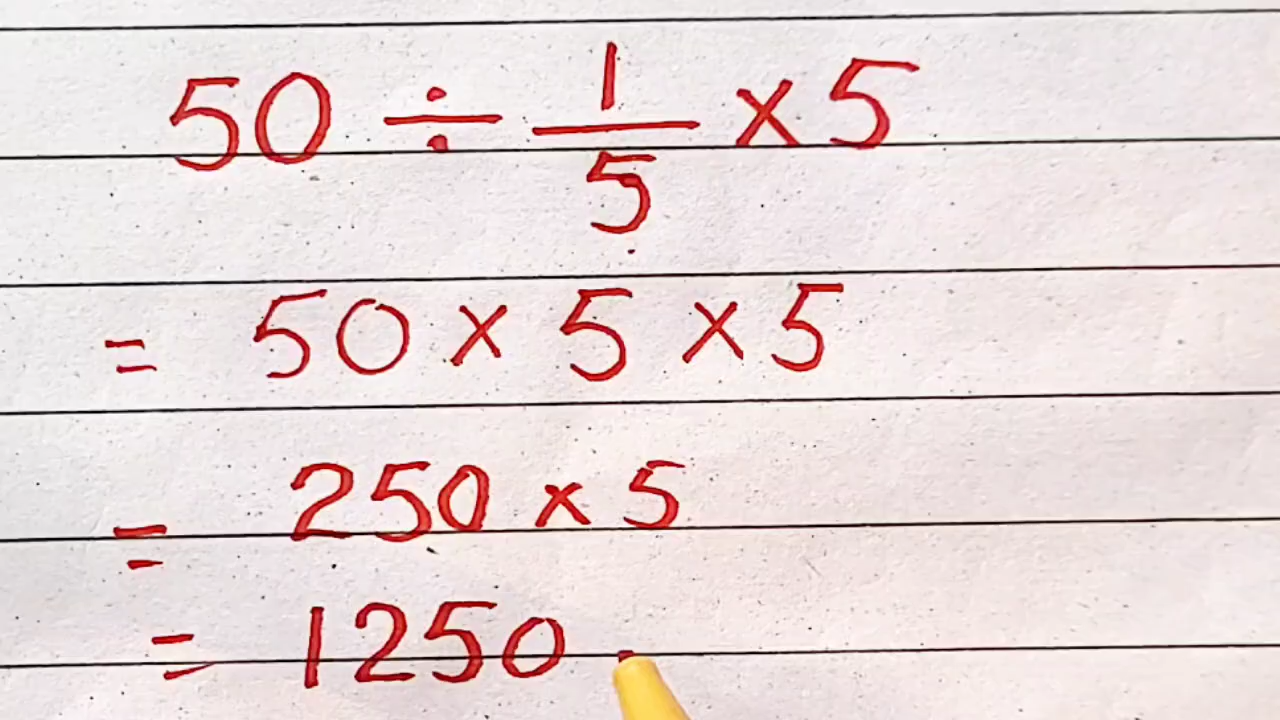 50 ÷ 1/5 × 5
= 50 × 5 × 5
= 250 × 5
= 1250